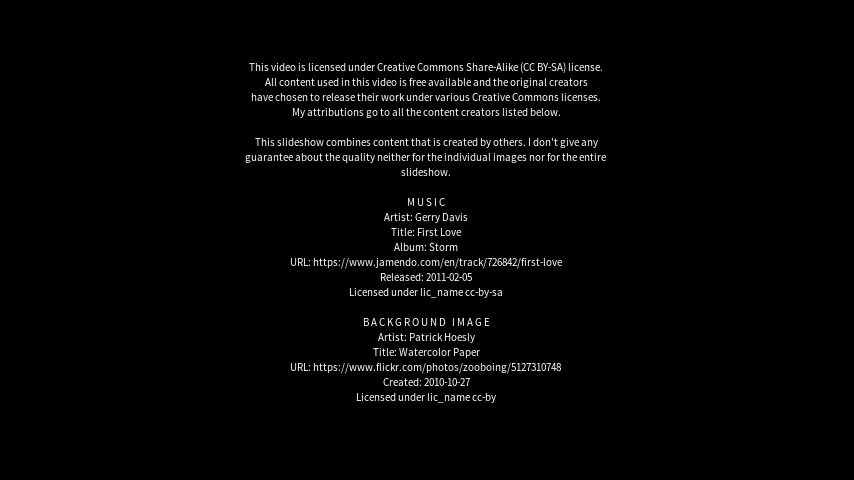 This video is licensed under Creative Commons Share-Alike (CC BY-SA) license.
All content used in this video is free available and the original creators
have chosen to release their work under various Creative Commons licenses.
My attributions go to all the content creators listed below.
This slideshow combines content that is created by others. I don't give any
guarantee about the quality neither for the individual images nor for the entire
slideshow.
MUSIC
Artist: Gerry Davis
Title: First Love
Album: Storm
URL: https://www.jamendo.com/en/track/726842/first-love
Released: 2011-02-05
Licensed under lic_name cc-by-sa
BACKGROUND IMAGE
Artist: Patrick Hoesly
Title: Watercolor Paper
URL: https://www.flickr.com/photos/zooboing/5127310748
Created: 2010-10-27
Licensed under lic_name cc-by